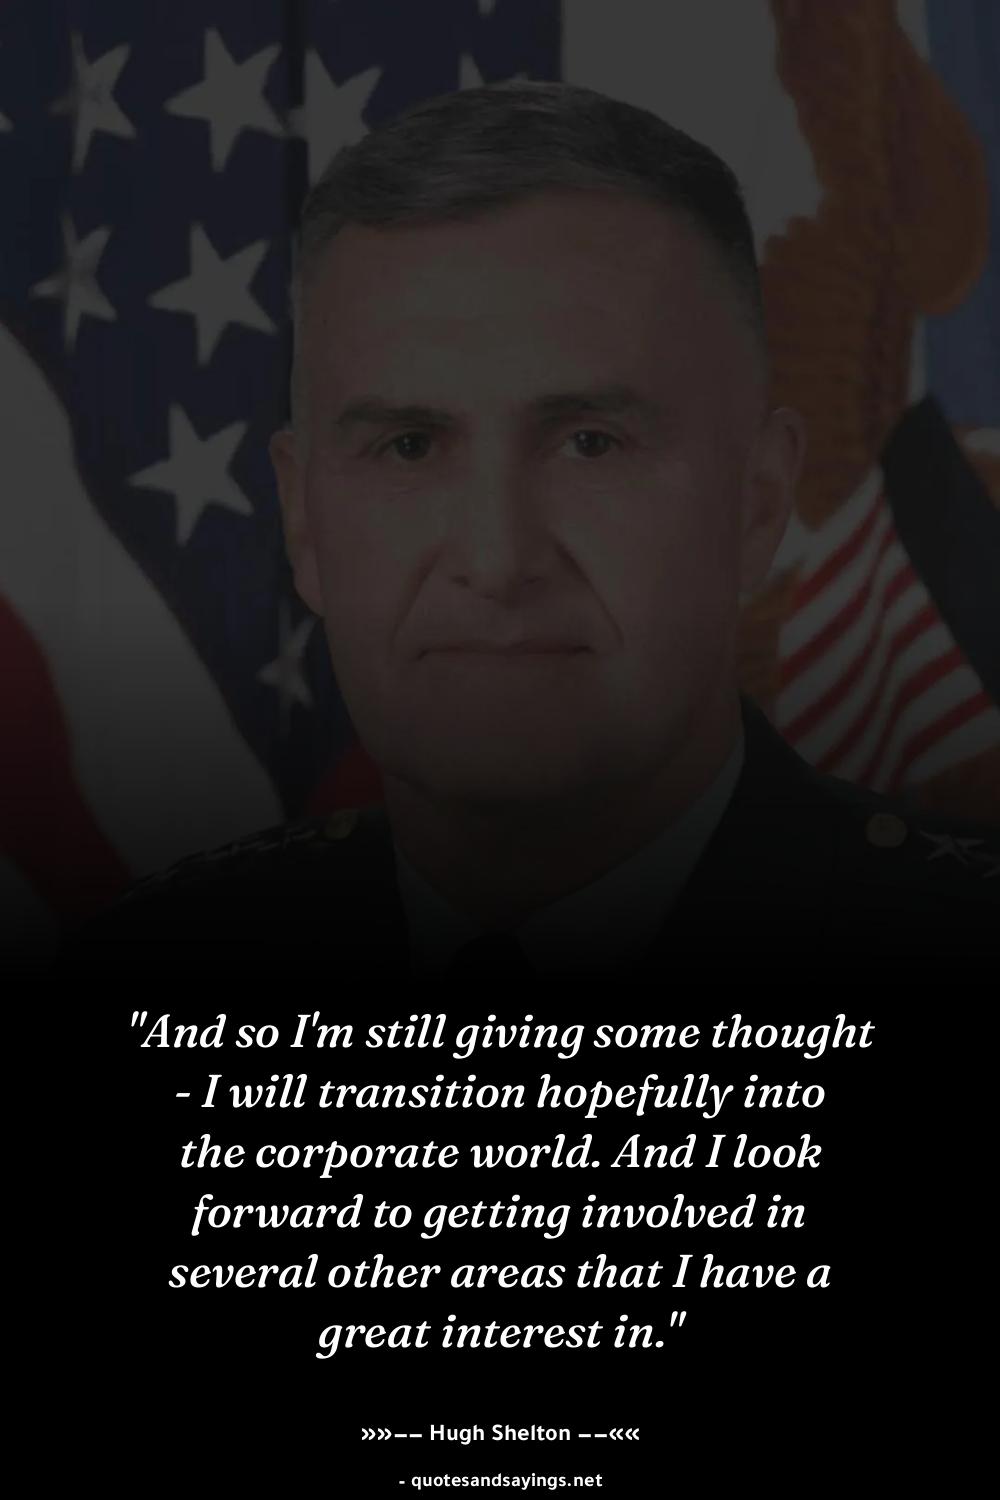 "And so I'm still giving some thought
- I will transition hopefully into
the corporate world. And I look
forward to getting involved in
several other areas that I have a
great interest in."
»»−− Hugh Shelton −−««
- quotesandsayings.net